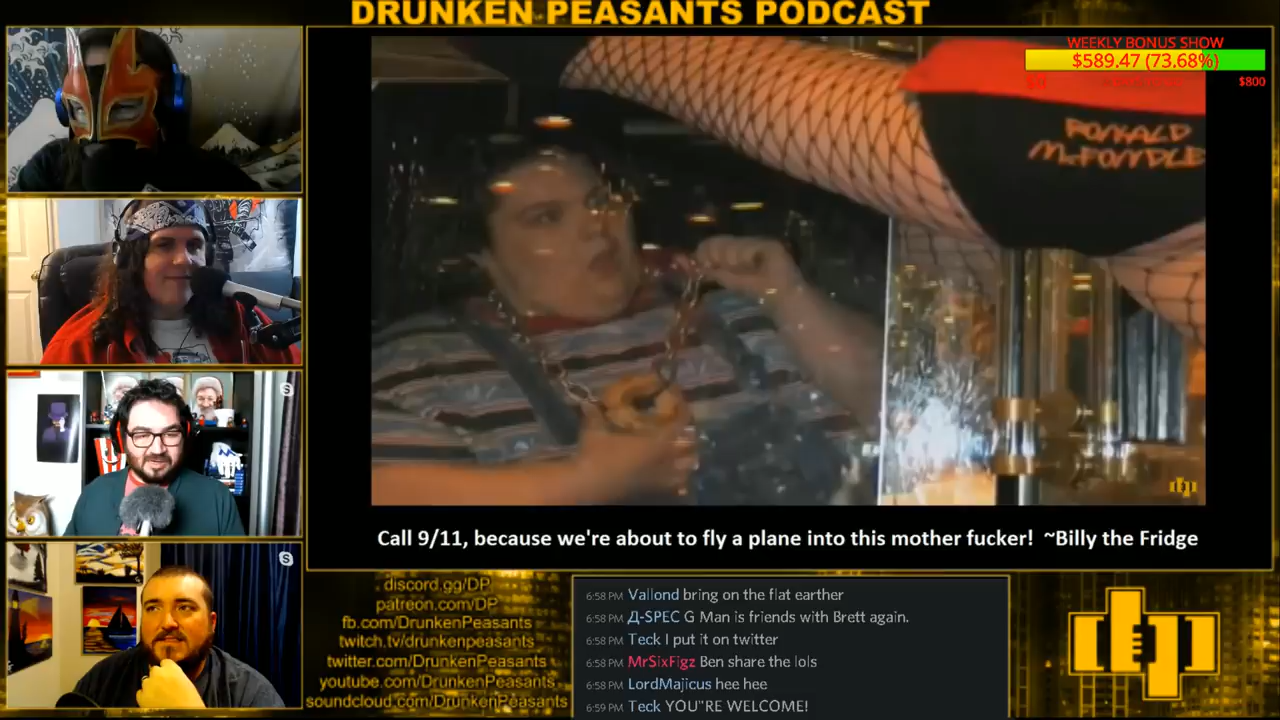 DRUNKEN PEASANTS PODCAST
WEEKLY BONUS SHOW
$589.47 (73.68%)
$800
RONALD
McFONDLE
Call 9/11, because we're about to fly a plane into this mother fucker! ~Billy the Fridge
discord.gg/DP
patreon.com/DP
fb.com/DrunkenPeasants
twitch.tv/drunkenpeasants
twitter.com/DrunkenPeasants
youtube.com/DrunkenPeasants
soundcloud.com/DrunkenPeasants
6:58 PM Vallond bring on the flat earther
6:58 PM Д-SPEC G Man is friends with Brett again.
6:58 PM Teck I put it on twitter
6:58 PM MrSixFigz Ben share the lols
6:58 PM LordMajicus hee hee
6:59 PM Teck YOU"RE WELCOME!